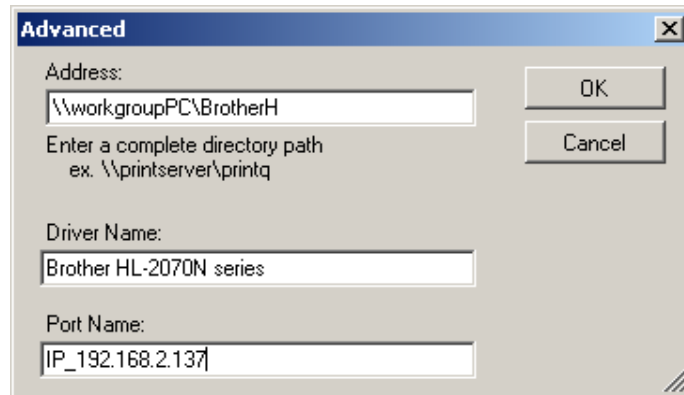 Advanced
Address:
OK
\\workgroupPC\BrotherH
Enter a complete directory path
Cancel
ex. \\printserver\printq
Driver Name:
Brother HL-2070N series
Port Name:
IP_192.168.2.137